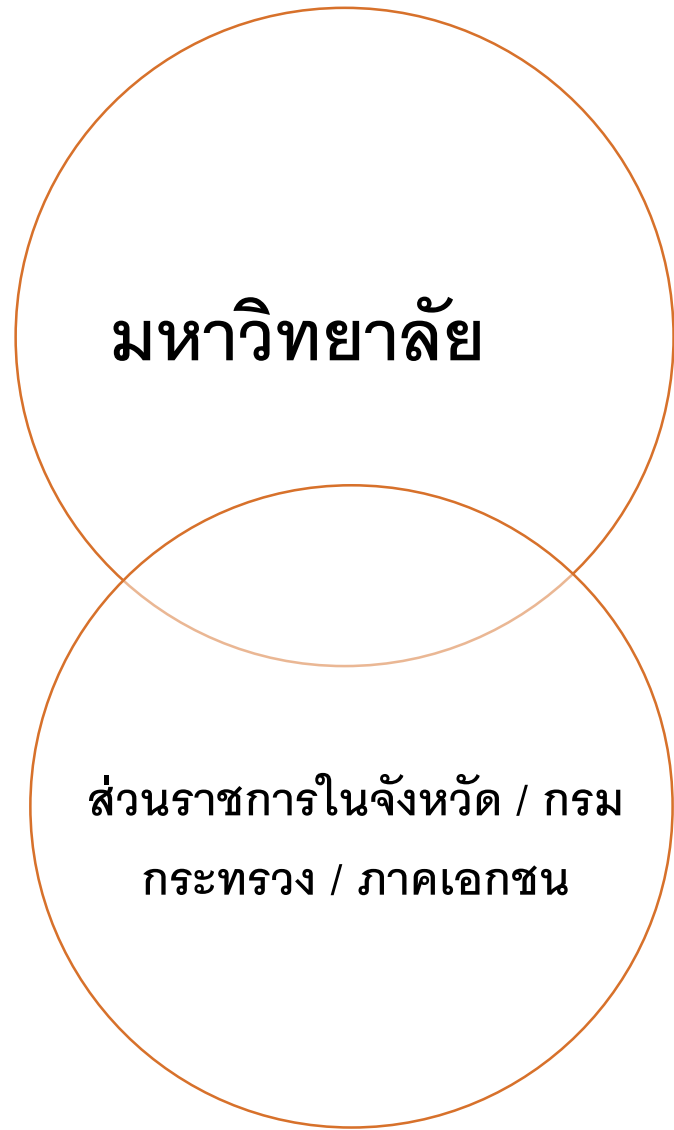 มหาวิทยาลัย
ส่วนราชการในจังหวัด / กรม
กระทรวง / ภาคเอกชน